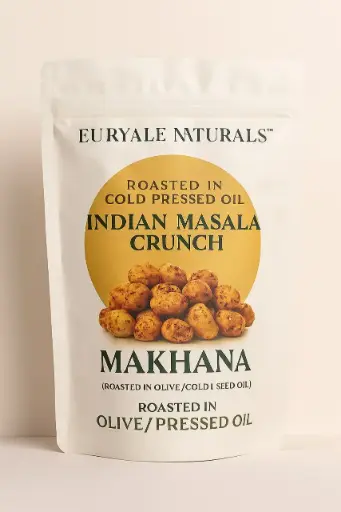 EURYALE NATURALS™
ROASTED IN
COLD PRESSED OIL
INDIAN MASALA
CRUNCH
MAKHANA
(ROASTED IN OLIVE/COLD I SEED OIL)
ROASTED IN
OLIVE/PRESSED OIL